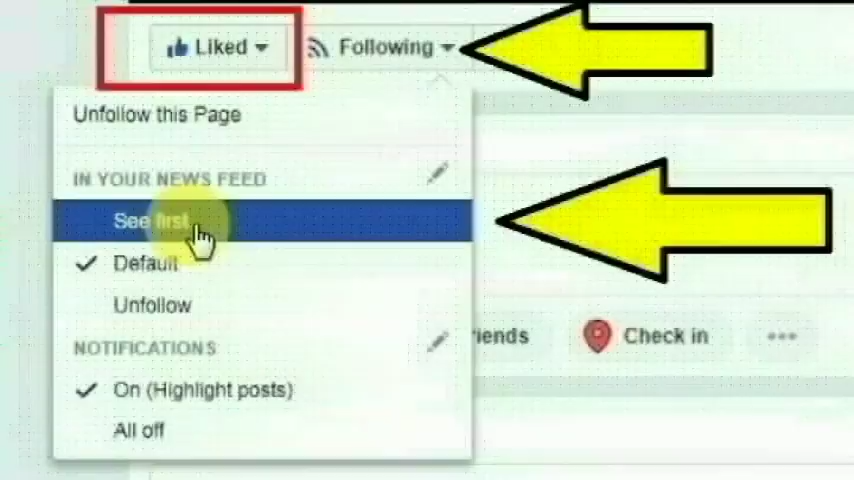 Liked Following
Unfollow this Page
IN YOUR NEWS FEED
See first
Default
Unfollow
riends Check in
NOTIFICATIONS
On (Highlight posts)
All off